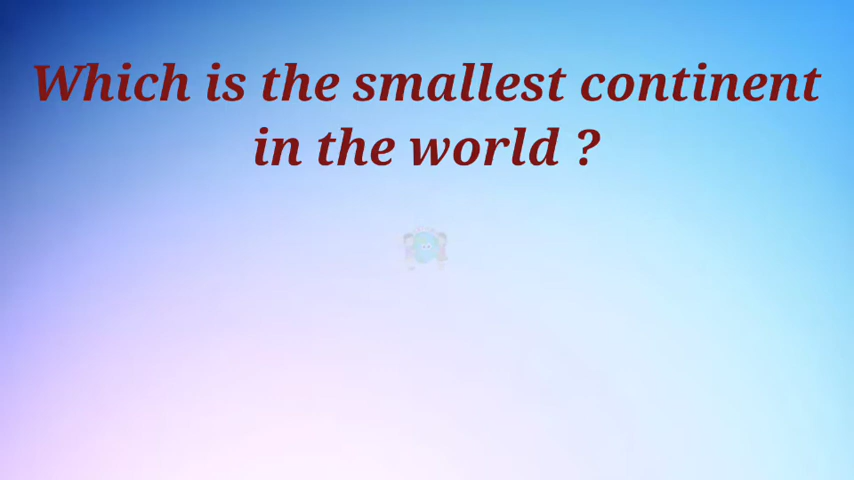 Which is the smallest continent
in the world ?